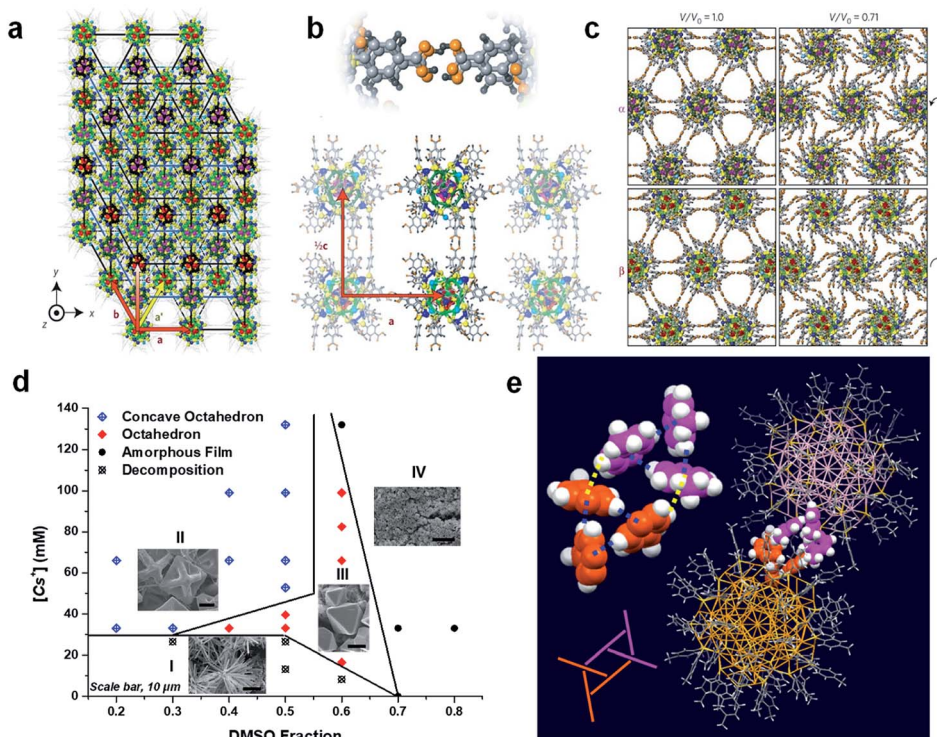 a
y
z
x
b
a'
a
b
½c
a
c
V/V₀ = 1.0
V/V₀ = 0.71
α
β
d
[Cs⁺] (mM)
140
120
100
80
60
40
20
0
Concave Octahedron
Octahedron
Amorphous Film
Decomposition
IV
II
III
I
Scale bar, 10 μm
0.2 0.3 0.4 0.5 0.6 0.7 0.8
DMSO Fraction
e